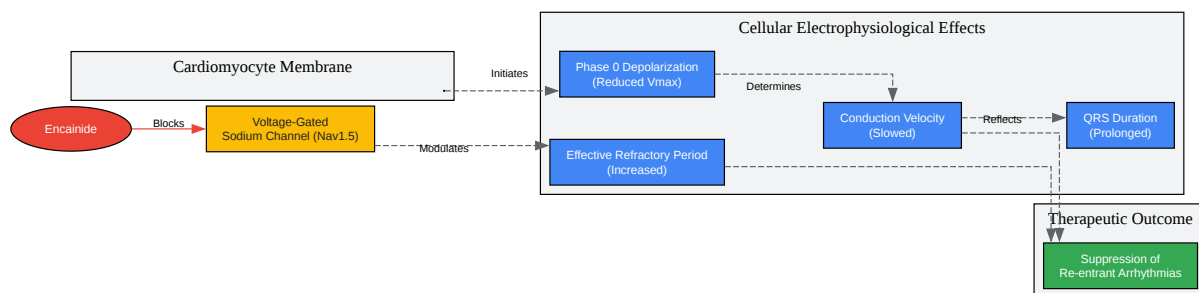 Cellular Electrophysiological Effects
Cardiomyocyte Membrane
Initiates
Phase 0 Depolarization
(Reduced Vmax)
Determines
Encainide
Blocks
Voltage-Gated
Sodium Channel (Nav1.5)
Modulates
Effective Refractory Period
(Increased)
Conduction Velocity
(Slowed)
Reflects
QRS Duration
(Prolonged)
Therapeutic Outcome
Suppression of
Re-entrant Arrhythmias